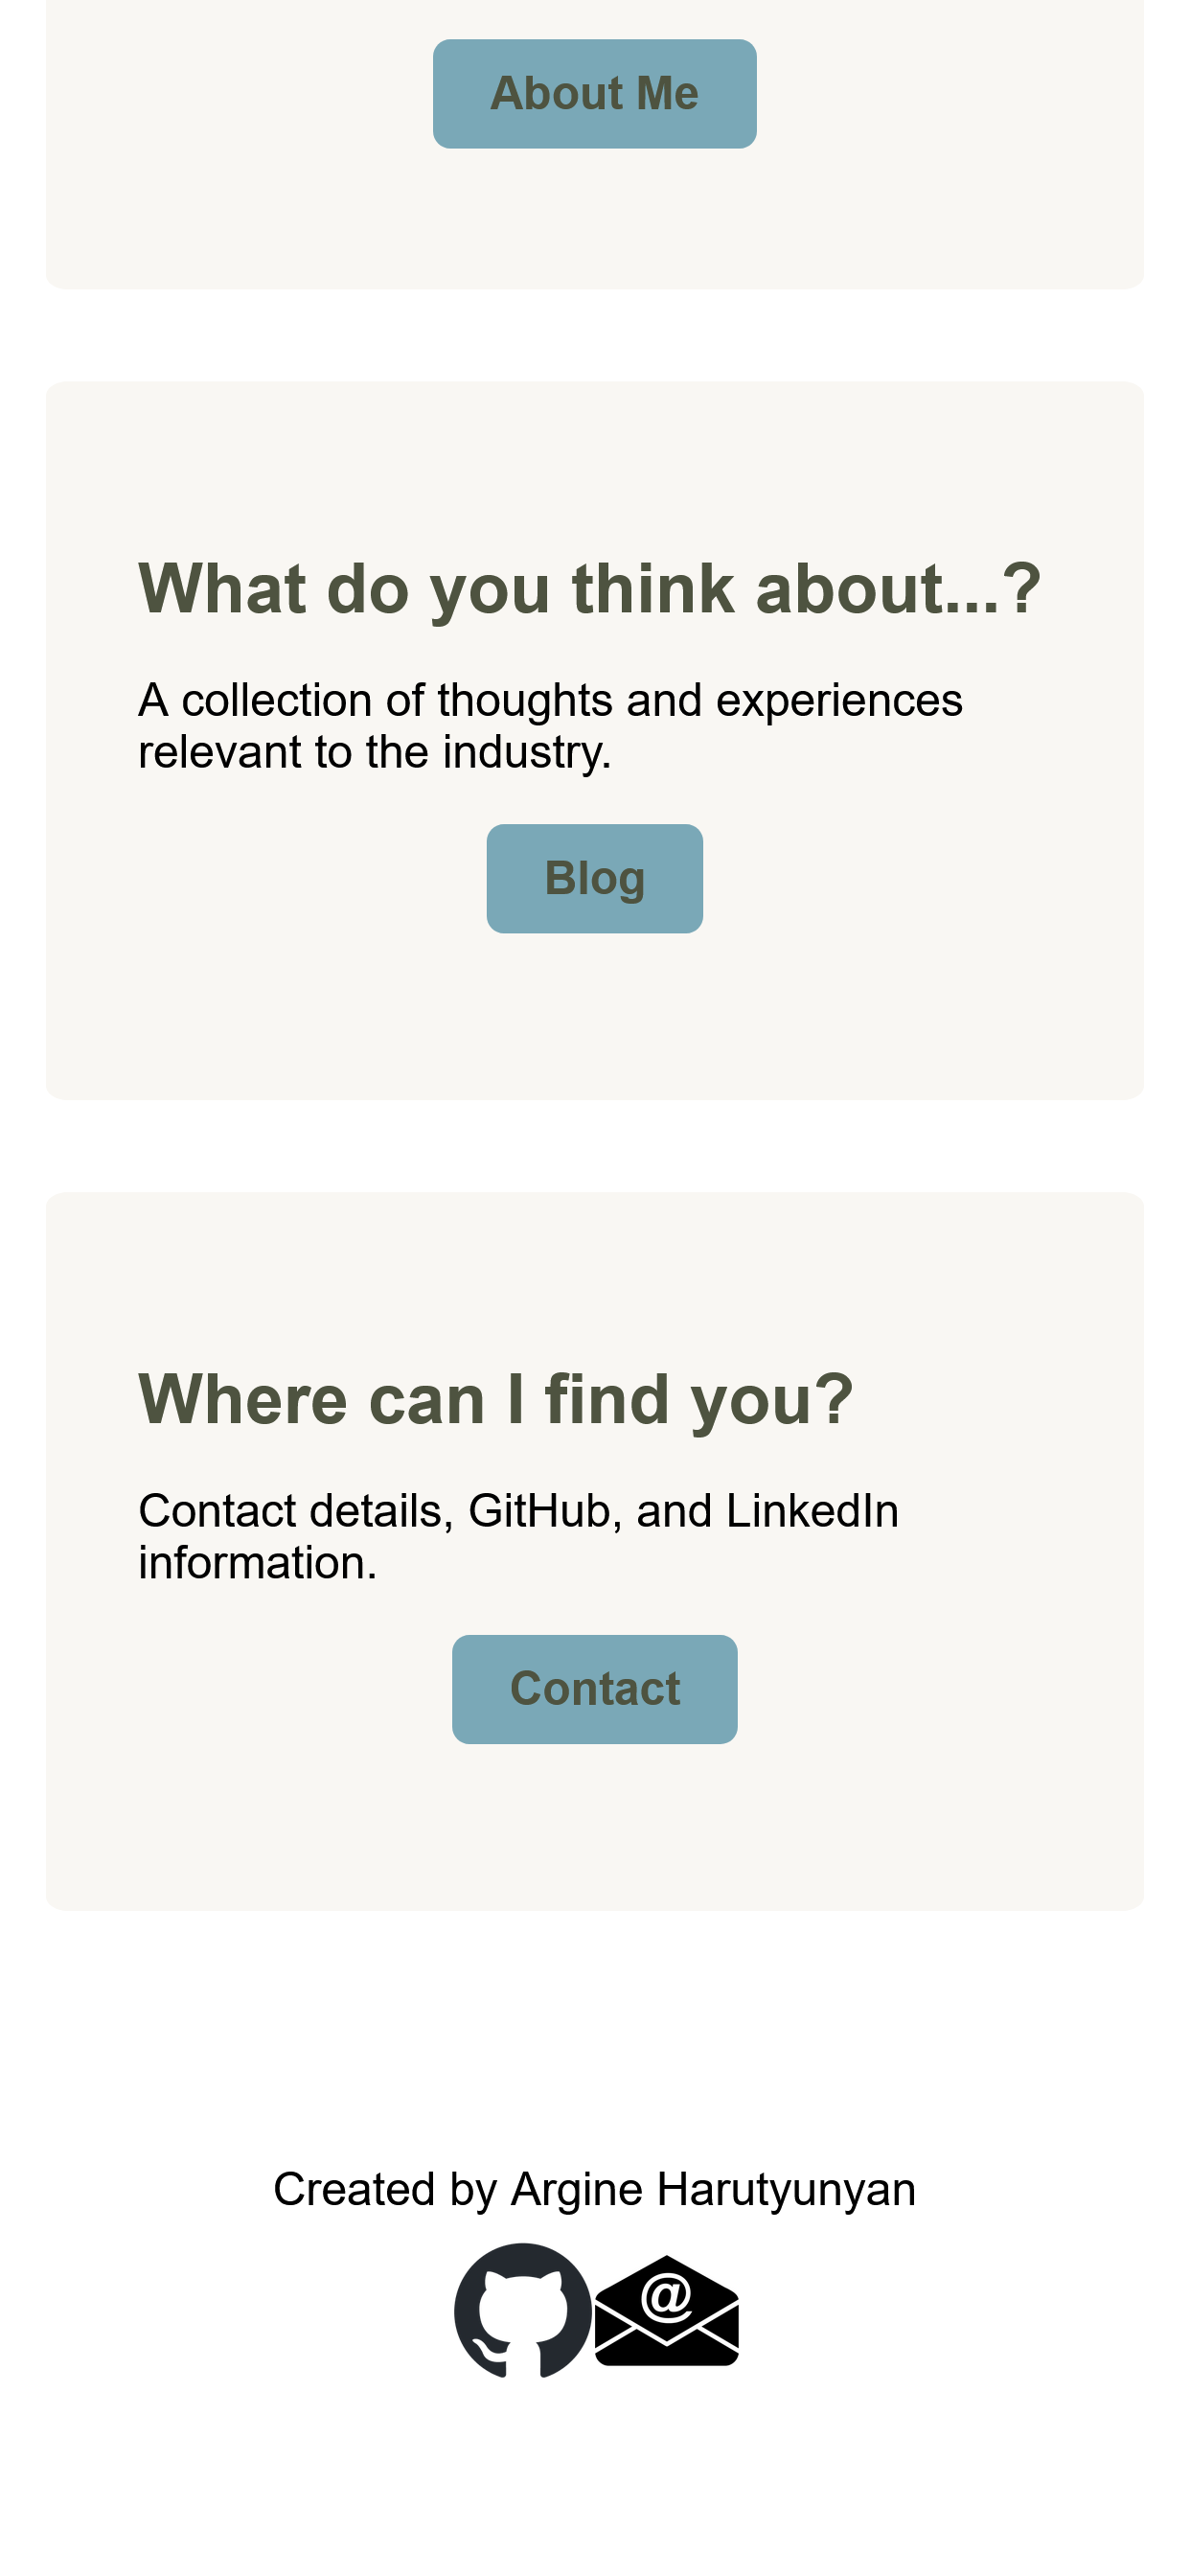 About Me
What do you think about...?
A collection of thoughts and experiences
relevant to the industry.
Blog
Where can I find you?
Contact details, GitHub, and LinkedIn
information.
Contact
Created by Argine Harutyunyan
@